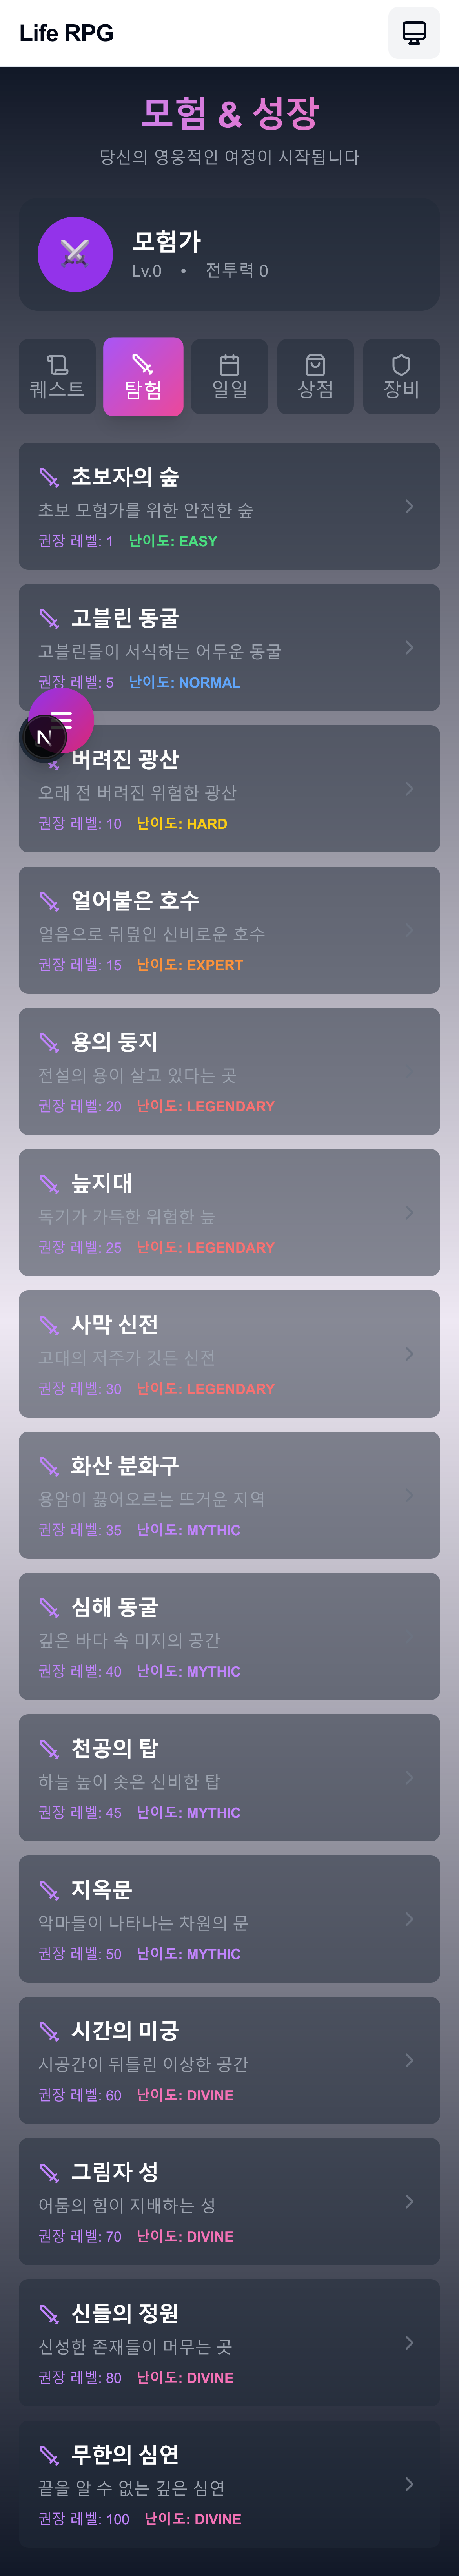 Life RPG
모험 & 성장
당신의 영웅적인 여정이 시작됩니다
모험가
Lv.0 • 전투력 0
퀘스트 탐험 일일 상점 장비
초보자의 숲
초보 모험가를 위한 안전한 숲
권장 레벨: 1 난이도: EASY
고블린 동굴
고블린들이 서식하는 어두운 동굴
권장 레벨: 5 난이도: NORMAL
N
버려진 광산
오래 전 버려진 위험한 광산
권장 레벨: 10 난이도: HARD
얼어붙은 호수
얼음으로 뒤덮인 신비로운 호수
권장 레벨: 15 난이도: EXPERT
용의 둥지
전설의 용이 살고 있다는 곳
권장 레벨: 20 난이도: LEGENDARY
늪지대
독기가 가득한 위험한 늪
권장 레벨: 25 난이도: LEGENDARY
사막 신전
고대의 저주가 깃든 신전
권장 레벨: 30 난이도: LEGENDARY
화산 분화구
용암이 끓어오르는 뜨거운 지역
권장 레벨: 35 난이도: MYTHIC
심해 동굴
깊은 바다 속 미지의 공간
권장 레벨: 40 난이도: MYTHIC
천공의 탑
하늘 높이 솟은 신비한 탑
권장 레벨: 45 난이도: MYTHIC
지옥문
악마들이 나타나는 차원의 문
권장 레벨: 50 난이도: MYTHIC
시간의 미궁
시공간이 뒤틀린 이상한 공간
권장 레벨: 60 난이도: DIVINE
그림자 성
어둠의 힘이 지배하는 성
권장 레벨: 70 난이도: DIVINE
신들의 정원
신성한 존재들이 머무는 곳
권장 레벨: 80 난이도: DIVINE
무한의 심연
끝을 알 수 없는 깊은 심연
권장 레벨: 100 난이도: DIVINE